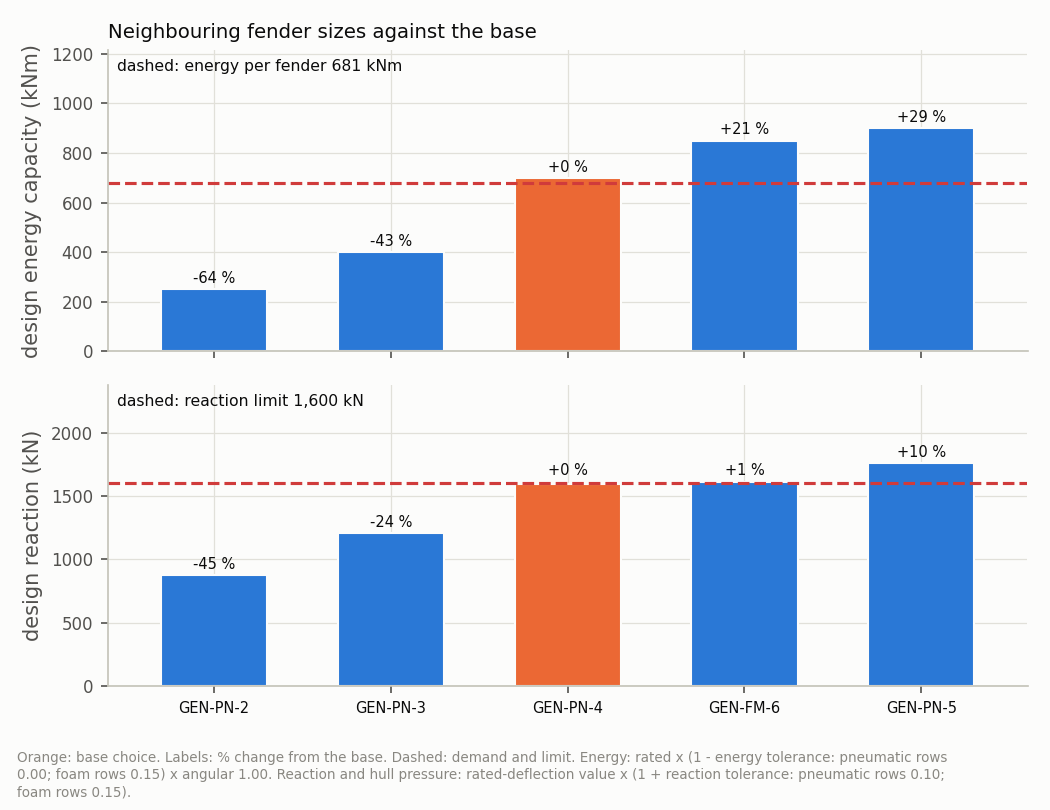 Neighbouring fender sizes against the base
design energy capacity (kNm)
1200
1000
800
600
400
200
0
dashed: energy per fender 681 kNm
-64 %
-43 %
+0 %
+21 %
+29 %
design reaction (kN)
2000
1500
1000
500
0
dashed: reaction limit 1,600 kN
-45 %
-24 %
+0 %
+1 %
+10 %
GEN-PN-2
GEN-PN-3
GEN-PN-4
GEN-FM-6
GEN-PN-5
Orange: base choice. Labels: % change from the base. Dashed: demand and limit. Energy: rated x (1 - energy tolerance: pneumatic rows
0.00; foam rows 0.15) x angular 1.00. Reaction and hull pressure: rated-deflection value x (1 + reaction tolerance: pneumatic rows 0.10;
foam rows 0.15).